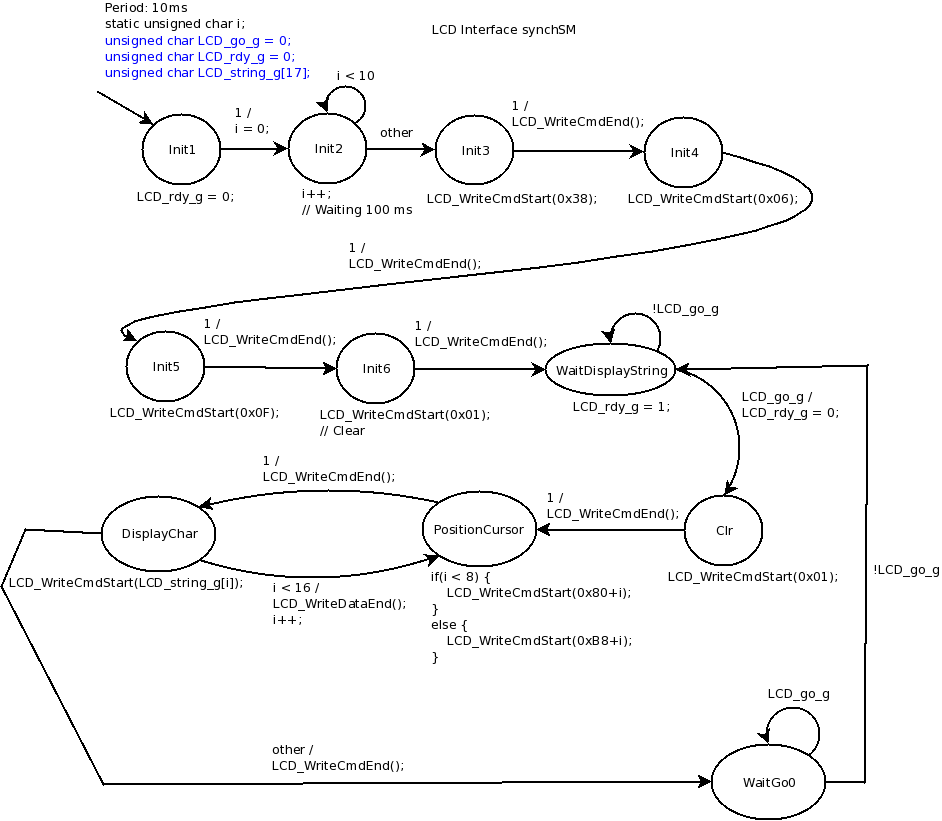 Period: 10ms
static unsigned char i;
unsigned char LCD_go_g = 0;
unsigned char LCD_rdy_g = 0;
unsigned char LCD_string_g[17];
LCD Interface synchSM
i < 10
1 /
i = 0;
other
1 /
LCD_WriteCmdEnd();
Init1
Init2
Init3
Init4
LCD_rdy_g = 0;
i++;
// Waiting 100 ms
LCD_WriteCmdStart(0x38);
LCD_WriteCmdStart(0x06);
1 /
LCD_WriteCmdEnd();
1 /
LCD_WriteCmdEnd();
1 /
LCD_WriteCmdEnd();
!LCD_go_g
Init5
Init6
WaitDisplayString
LCD_WriteCmdStart(0x0F);
LCD_WriteCmdStart(0x01);
// Clear
LCD_rdy_g = 1;
LCD_go_g /
LCD_rdy_g = 0;
1 /
LCD_WriteCmdEnd();
1 /
LCD_WriteCmdEnd();
DisplayChar
PositionCursor
Clr
LCD_WriteCmdStart(LCD_string_g[i]);
i < 16 /
LCD_WriteDataEnd();
i++;
if(i < 8) {
LCD_WriteCmdStart(0x80+i);
}
else {
LCD_WriteCmdStart(0xB8+i);
}
LCD_WriteCmdStart(0x01);
!LCD_go_g
LCD_go_g
other /
LCD_WriteCmdEnd();
WaitGo0